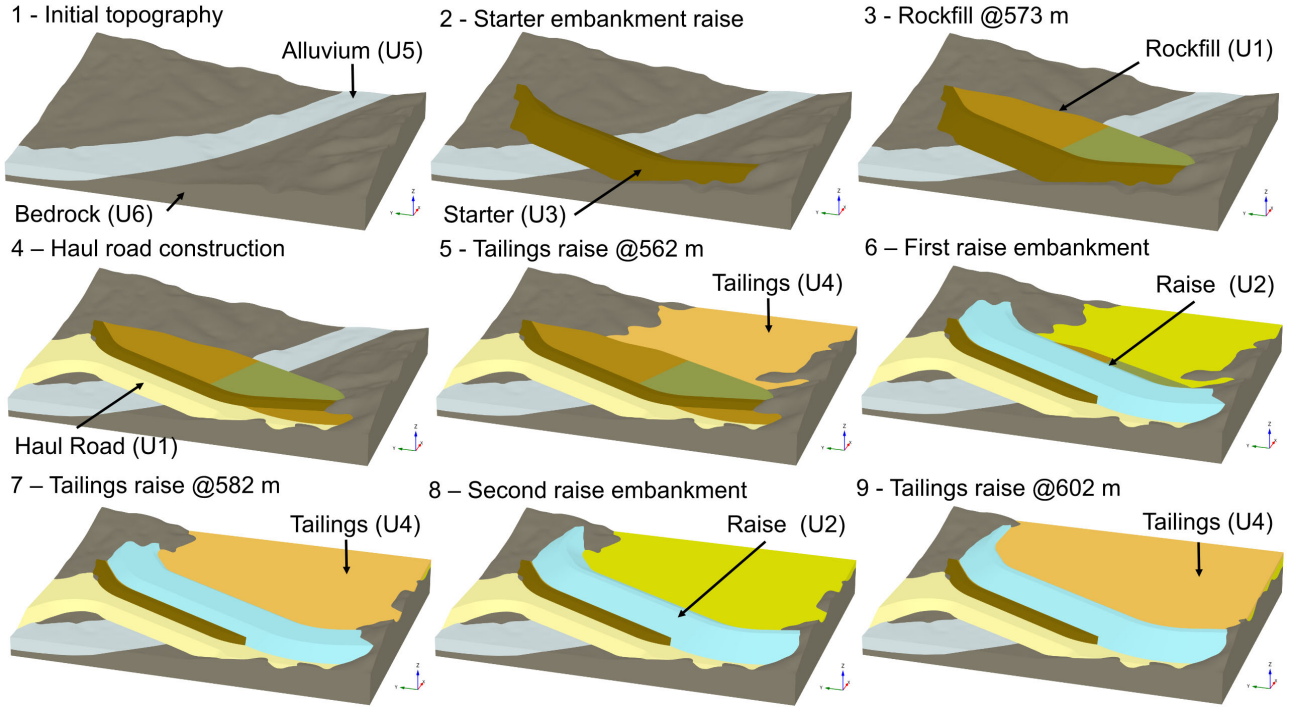 1 - Initial topography
Alluvium (U5)
Bedrock (U6)
2 - Starter embankment raise
Starter (U3)
3 - Rockfill @573 m
Rockfill (U1)
4 – Haul road construction
Haul Road (U1)
5 - Tailings raise @562 m
Tailings (U4)
6 – First raise embankment
Raise (U2)
7 – Tailings raise @582 m
Tailings (U4)
8 – Second raise embankment
Raise (U2)
9 - Tailings raise @602 m
Tailings (U4)